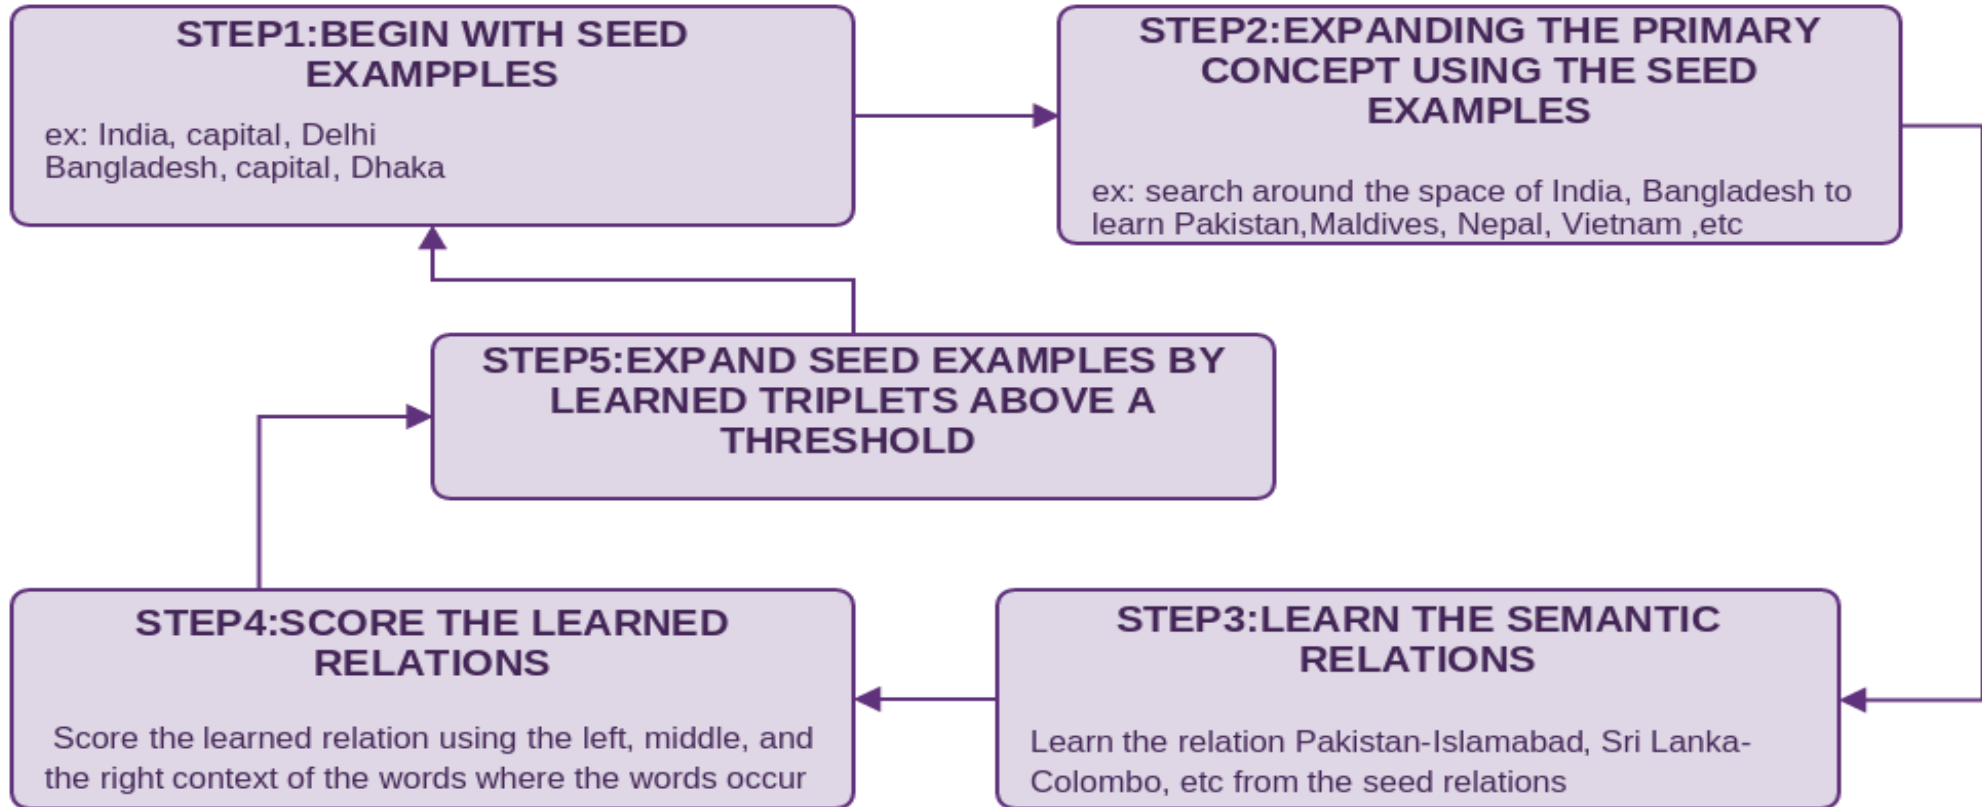 STEP1:BEGIN WITH SEED
EXAMPPLES
ex: India, capital, Delhi
Bangladesh, capital, Dhaka
STEP2:EXPANDING THE PRIMARY
CONCEPT USING THE SEED
EXAMPLES
ex: search around the space of India, Bangladesh to
learn Pakistan,Maldives, Nepal, Vietnam ,etc
STEP3:LEARN THE SEMANTIC
RELATIONS
Learn the relation Pakistan-Islamabad, Sri Lanka-
Colombo, etc from the seed relations
STEP4:SCORE THE LEARNED
RELATIONS
Score the learned relation using the left, middle, and
the right context of the words where the words occur
STEP5:EXPAND SEED EXAMPLES BY
LEARNED TRIPLETS ABOVE A
THRESHOLD